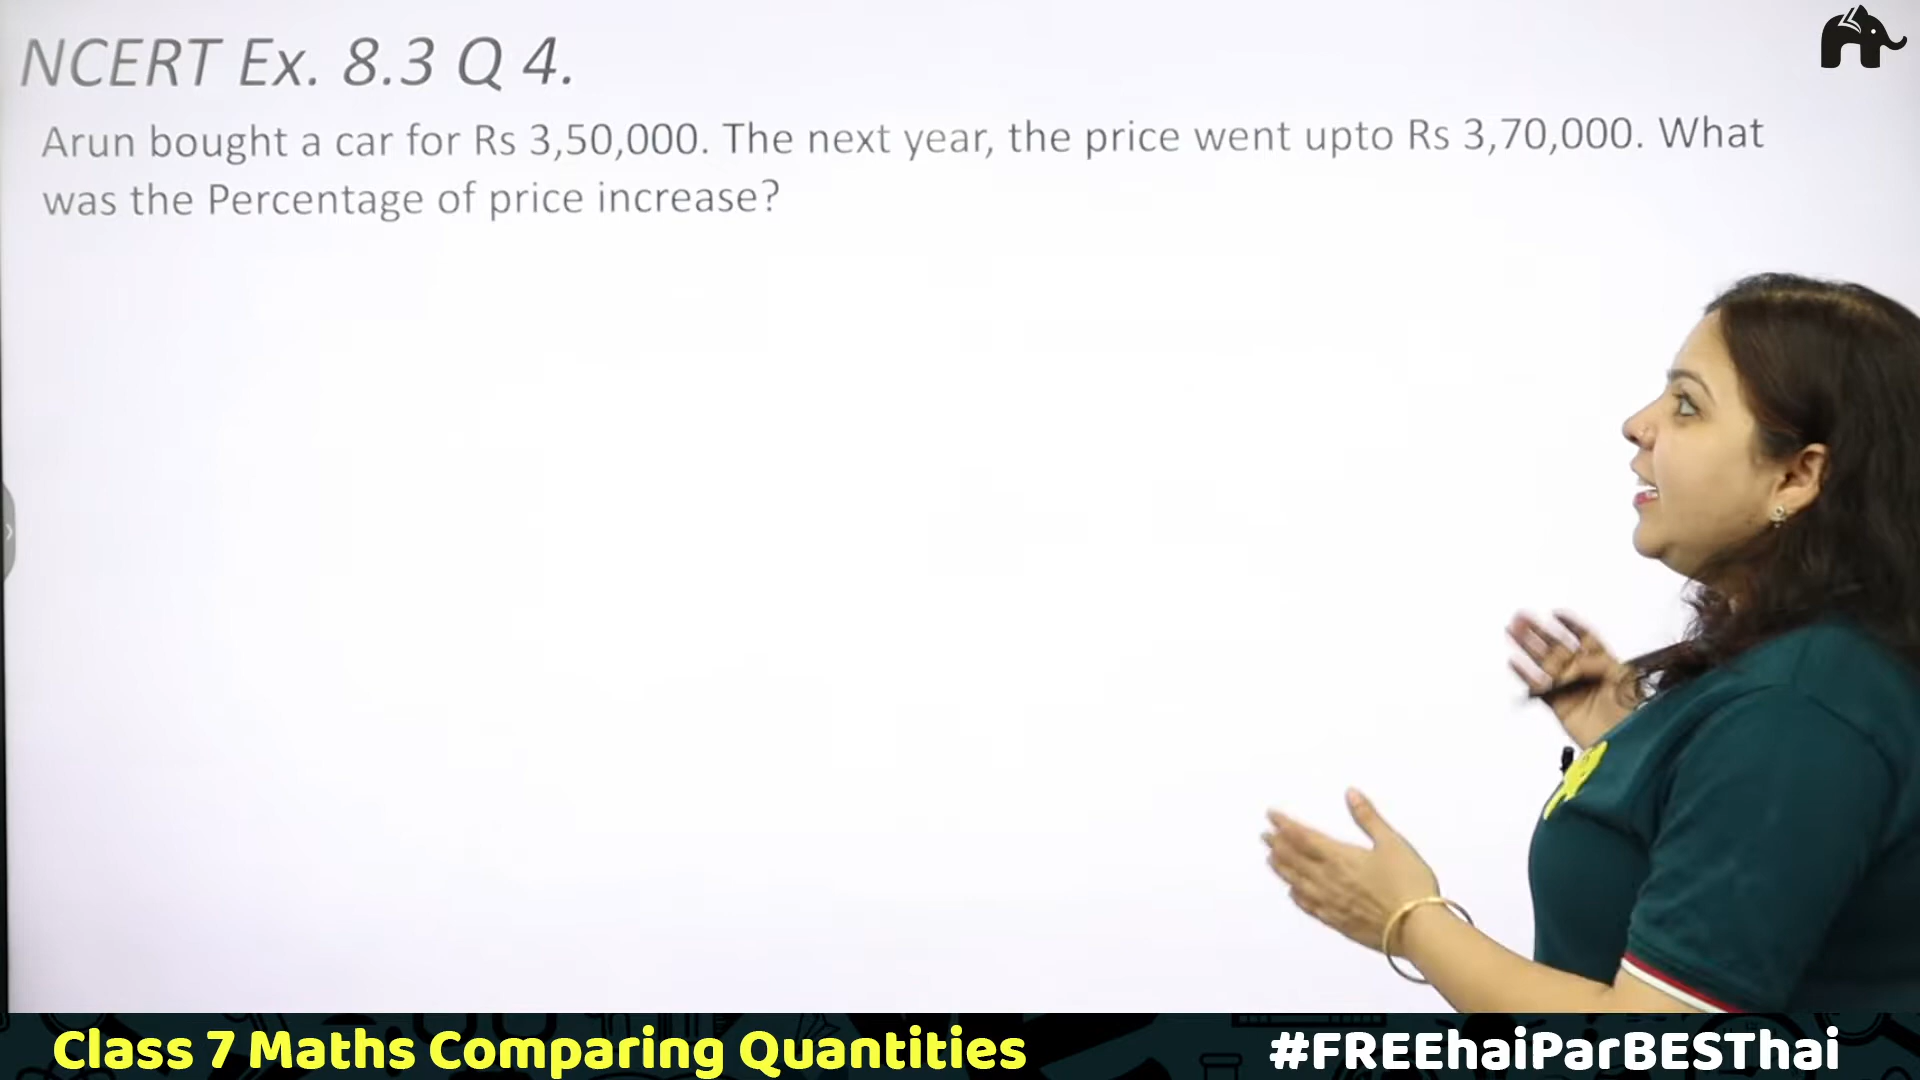 NCERT Ex. 8.3 Q 4.
Arun bought a car for Rs 3,50,000. The next year, the price went upto Rs 3,70,000. What
was the Percentage of price increase?
Class 7 Maths Comparing Quantities
#FREEhaiParBESThai